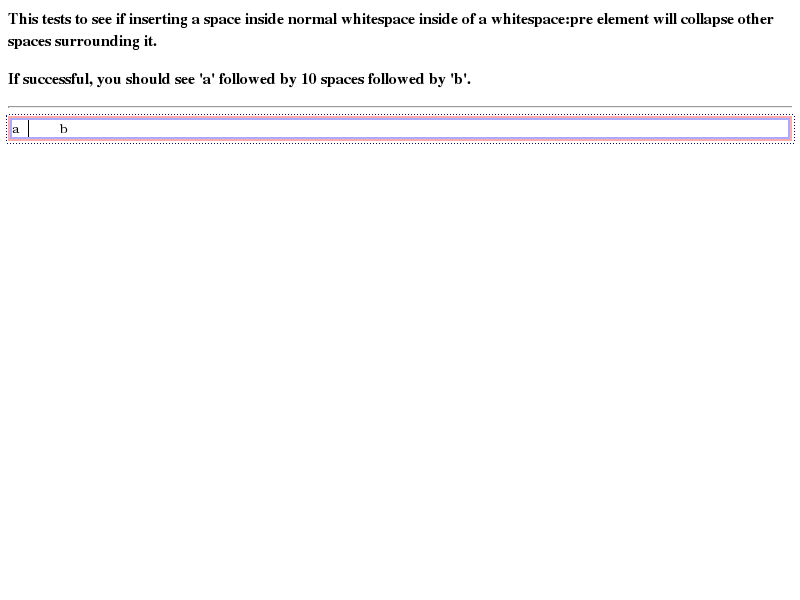 This tests to see if inserting a space inside normal whitespace inside of a whitespace:pre element will collapse other
spaces surrounding it.
If successful, you should see 'a' followed by 10 spaces followed by 'b'.
a          b